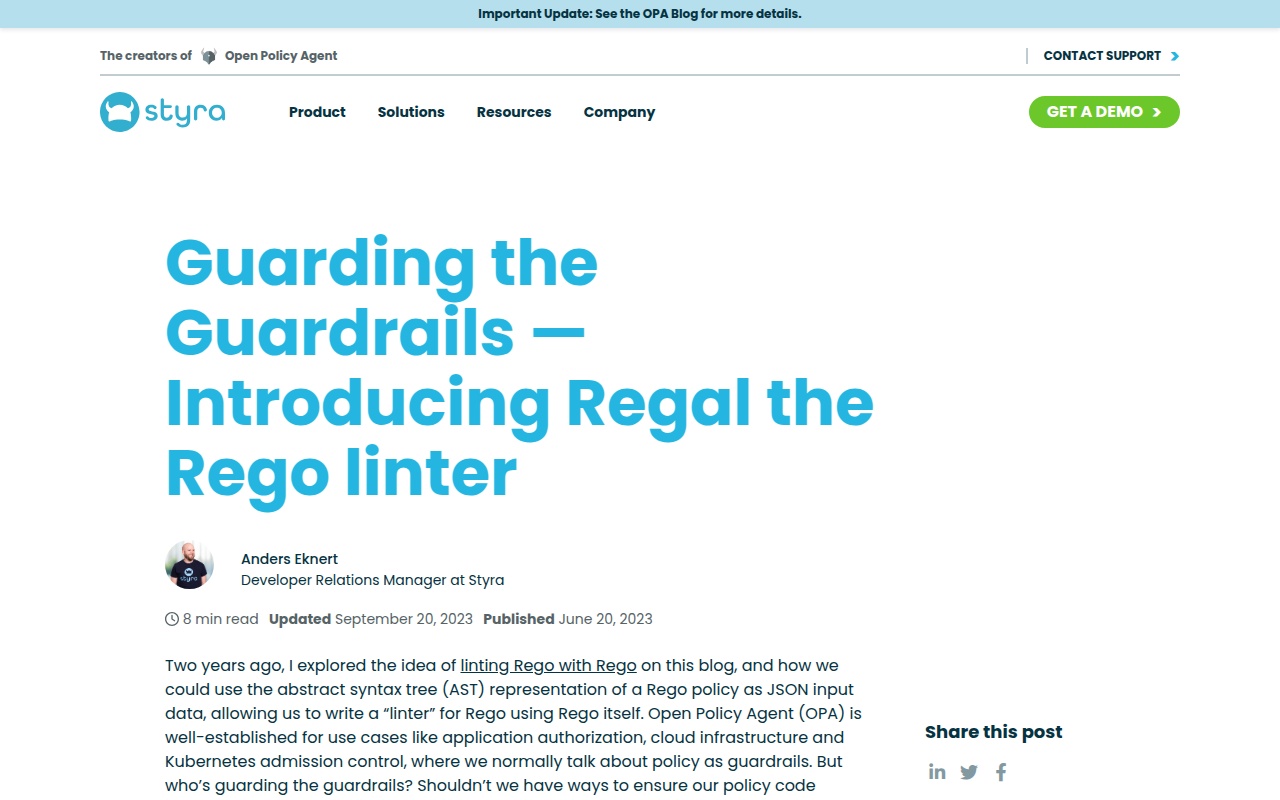 Important Update: See the OPA Blog for more details.
The creators of Open Policy Agent
CONTACT SUPPORT
styra
Product Solutions Resources Company
GET A DEMO
Guarding the
Guardrails —
Introducing Regal the
Rego linter
Anders Eknert
Developer Relations Manager at Styra
8 min read Updated September 20, 2023 Published June 20, 2023
Two years ago, I explored the idea of linting Rego with Rego on this blog, and how we
could use the abstract syntax tree (AST) representation of a Rego policy as JSON input
data, allowing us to write a “linter” for Rego using Rego itself. Open Policy Agent (OPA) is
well-established for use cases like application authorization, cloud infrastructure and
Kubernetes admission control, where we normally talk about policy as guardrails. But
who’s guarding the guardrails? Shouldn’t we have ways to ensure our policy code
Share this post